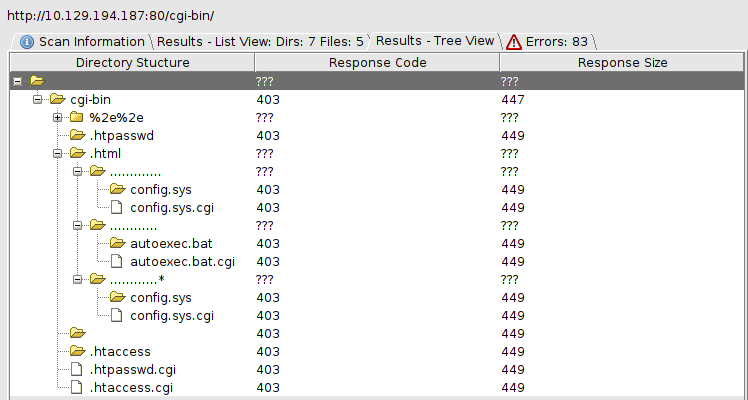 http://10.129.194.187:80/cgi-bin/
Scan Information Results - List View: Dirs: 7 Files: 5 Results - Tree View Errors: 83
Directory Stucture Response Code Response Size
??? ???
cgi-bin 403 447
%2e%2e ??? ???
.htpasswd 403 449
.html ??? ???
............. ??? ???
config.sys 403 449
config.sys.cgi 403 449
............ ??? ???
autoexec.bat 403 449
autoexec.bat.cgi 403 449
............* ??? ???
config.sys 403 449
config.sys.cgi 403 449
403 449
.htaccess 403 449
.htpasswd.cgi 403 449
.htaccess.cgi 403 449